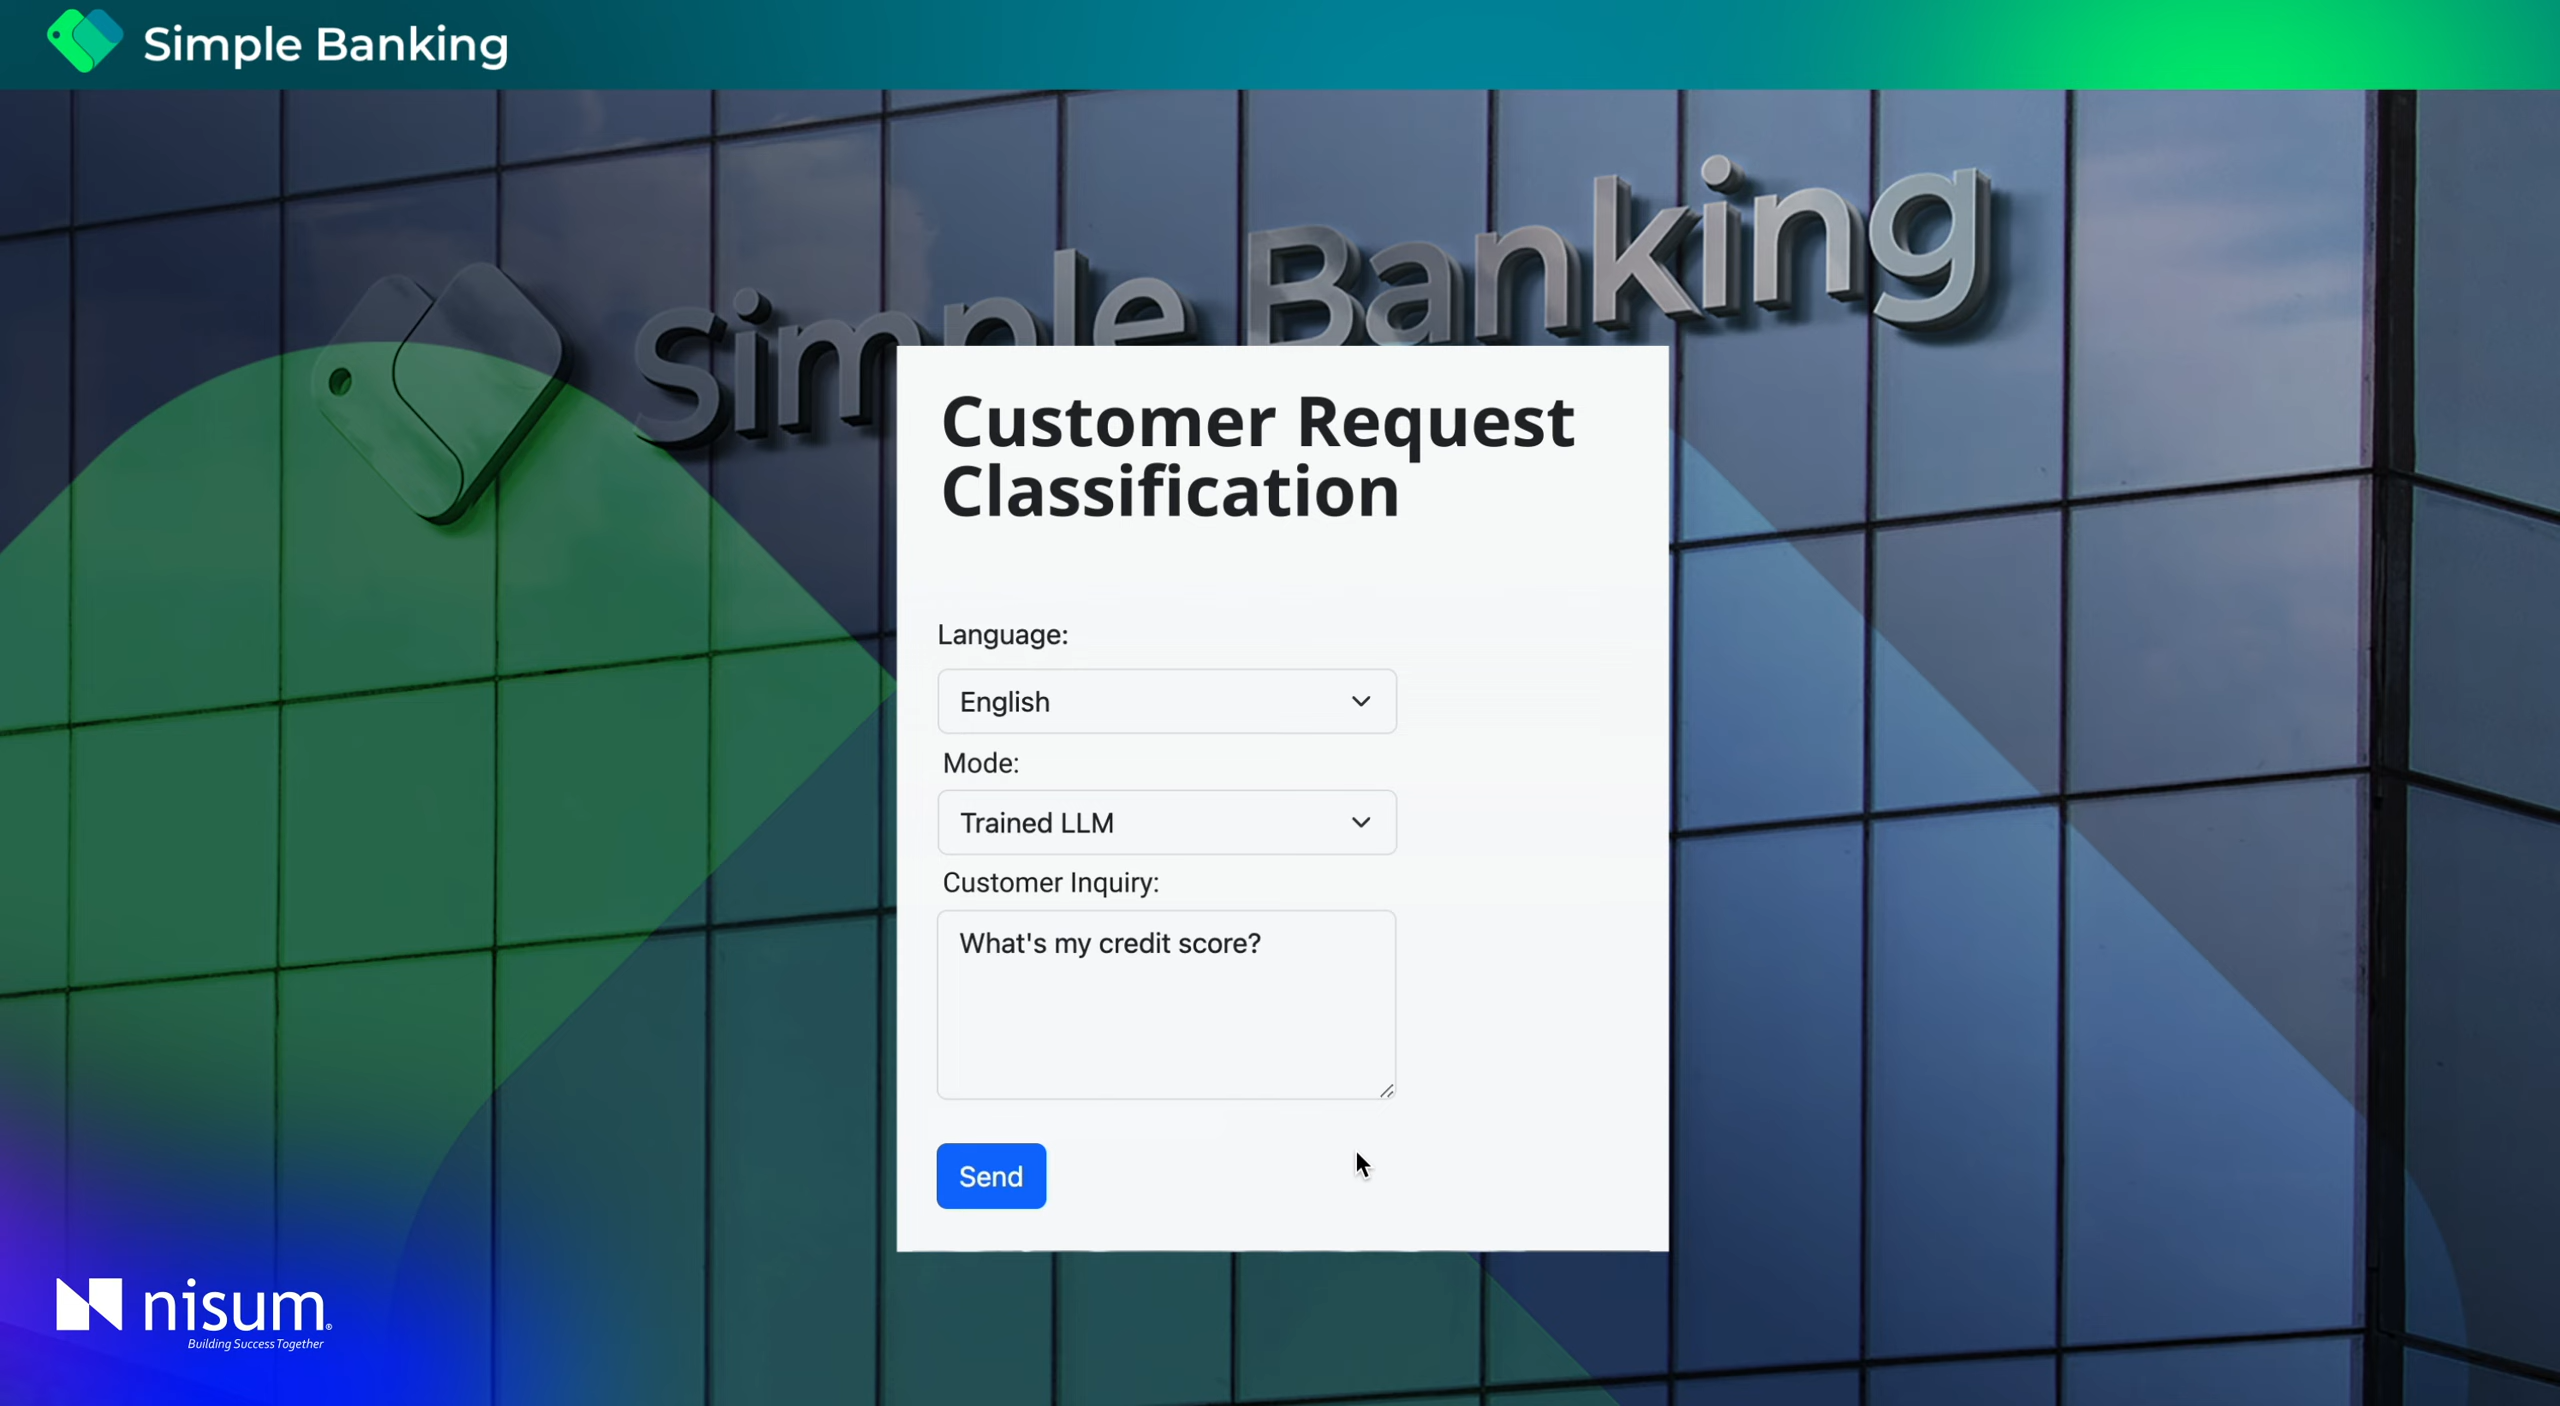 Simple Banking
Simple Banking
Customer Request
Classification
Language:
English
Mode:
Trained LLM
Customer Inquiry:
What's my credit score?
Send
nisum®
Building Success Together